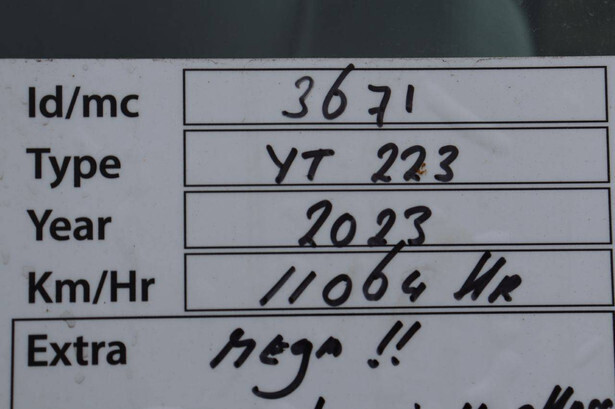 Id/mc 3671
Type YT 223
Year 2023
Km/Hr 11064 HR
Extra MEGA !!